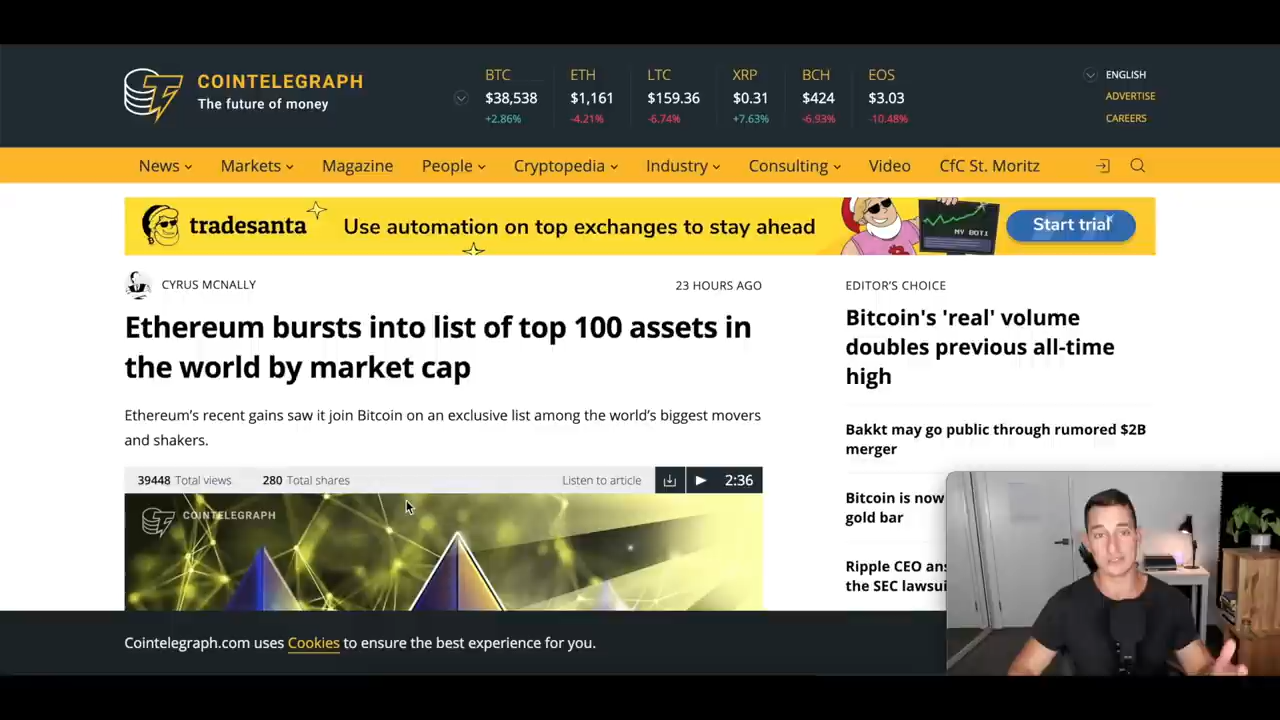 COINTELEGRAPH
The future of money
BTC ETH LTC XRP BCH EOS
$38,538 $1,161 $159.36 $0.31 $424 $3.03
+2.86% -4.21% -6.74% +7.63% -6.93% -10.48%
ENGLISH
ADVERTISE
CAREERS
News Markets Magazine People Cryptopedia Industry Consulting Video CfC St. Moritz
tradesanta Use automation on top exchanges to stay ahead MY BOT1 Start trial
CYRUS MCNALLY 23 HOURS AGO
Ethereum bursts into list of top 100 assets in
the world by market cap
Ethereum’s recent gains saw it join Bitcoin on an exclusive list among the world’s biggest movers
and shakers.
39448 Total views 280 Total shares Listen to article 2:36
COINTELEGRAPH
EDITOR’S CHOICE
Bitcoin's 'real' volume
doubles previous all-time
high
Bakkt may go public through rumored $2B
merger
Bitcoin is now
gold bar
Ripple CEO ans
the SEC lawsui
Cointelegraph.com uses Cookies to ensure the best experience for you.